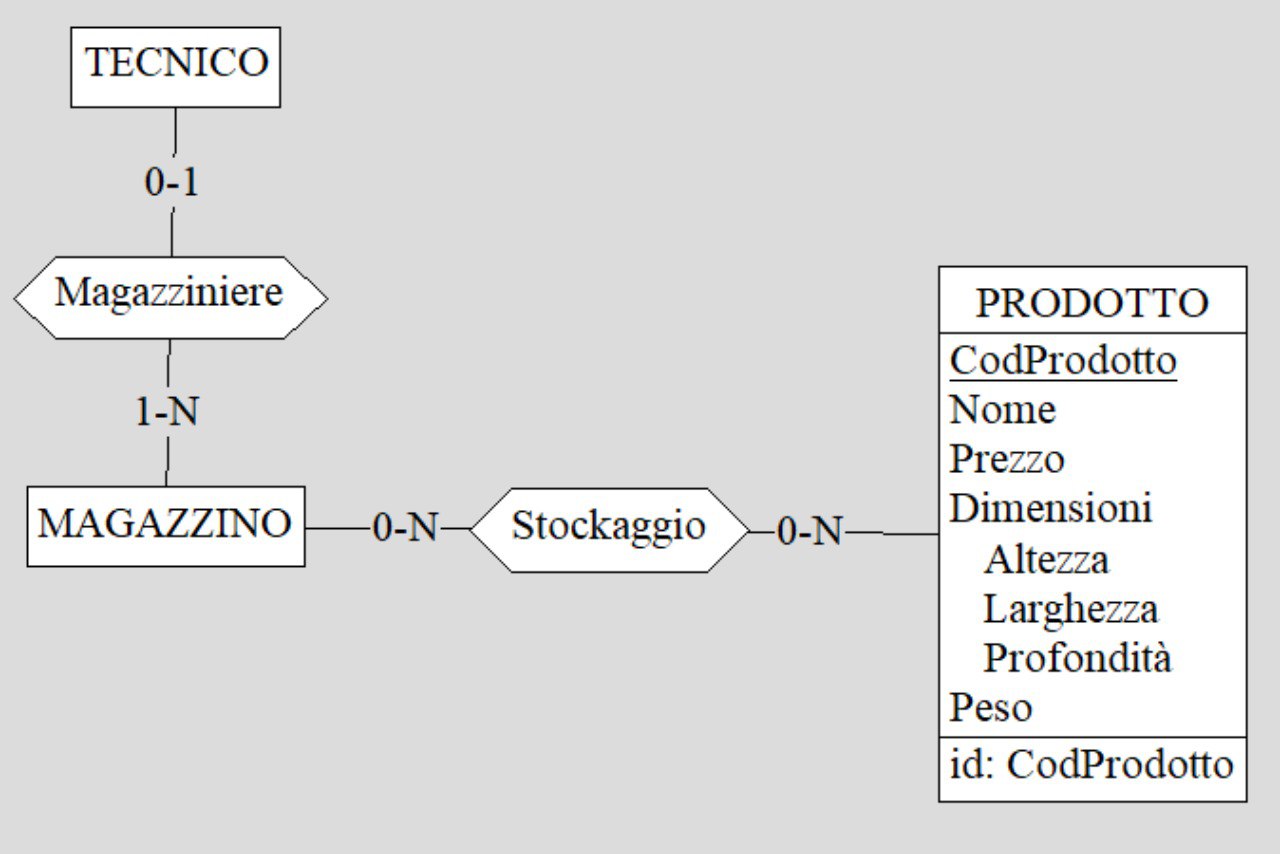 TECNICO
0-1
Magazziniere
1-N
MAGAZZINO
0-N
Stockaggio
0-N
PRODOTTO
CodProdotto
Nome
Prezzo
Dimensioni
Altezza
Larghezza
Profondità
Peso
id: CodProdotto